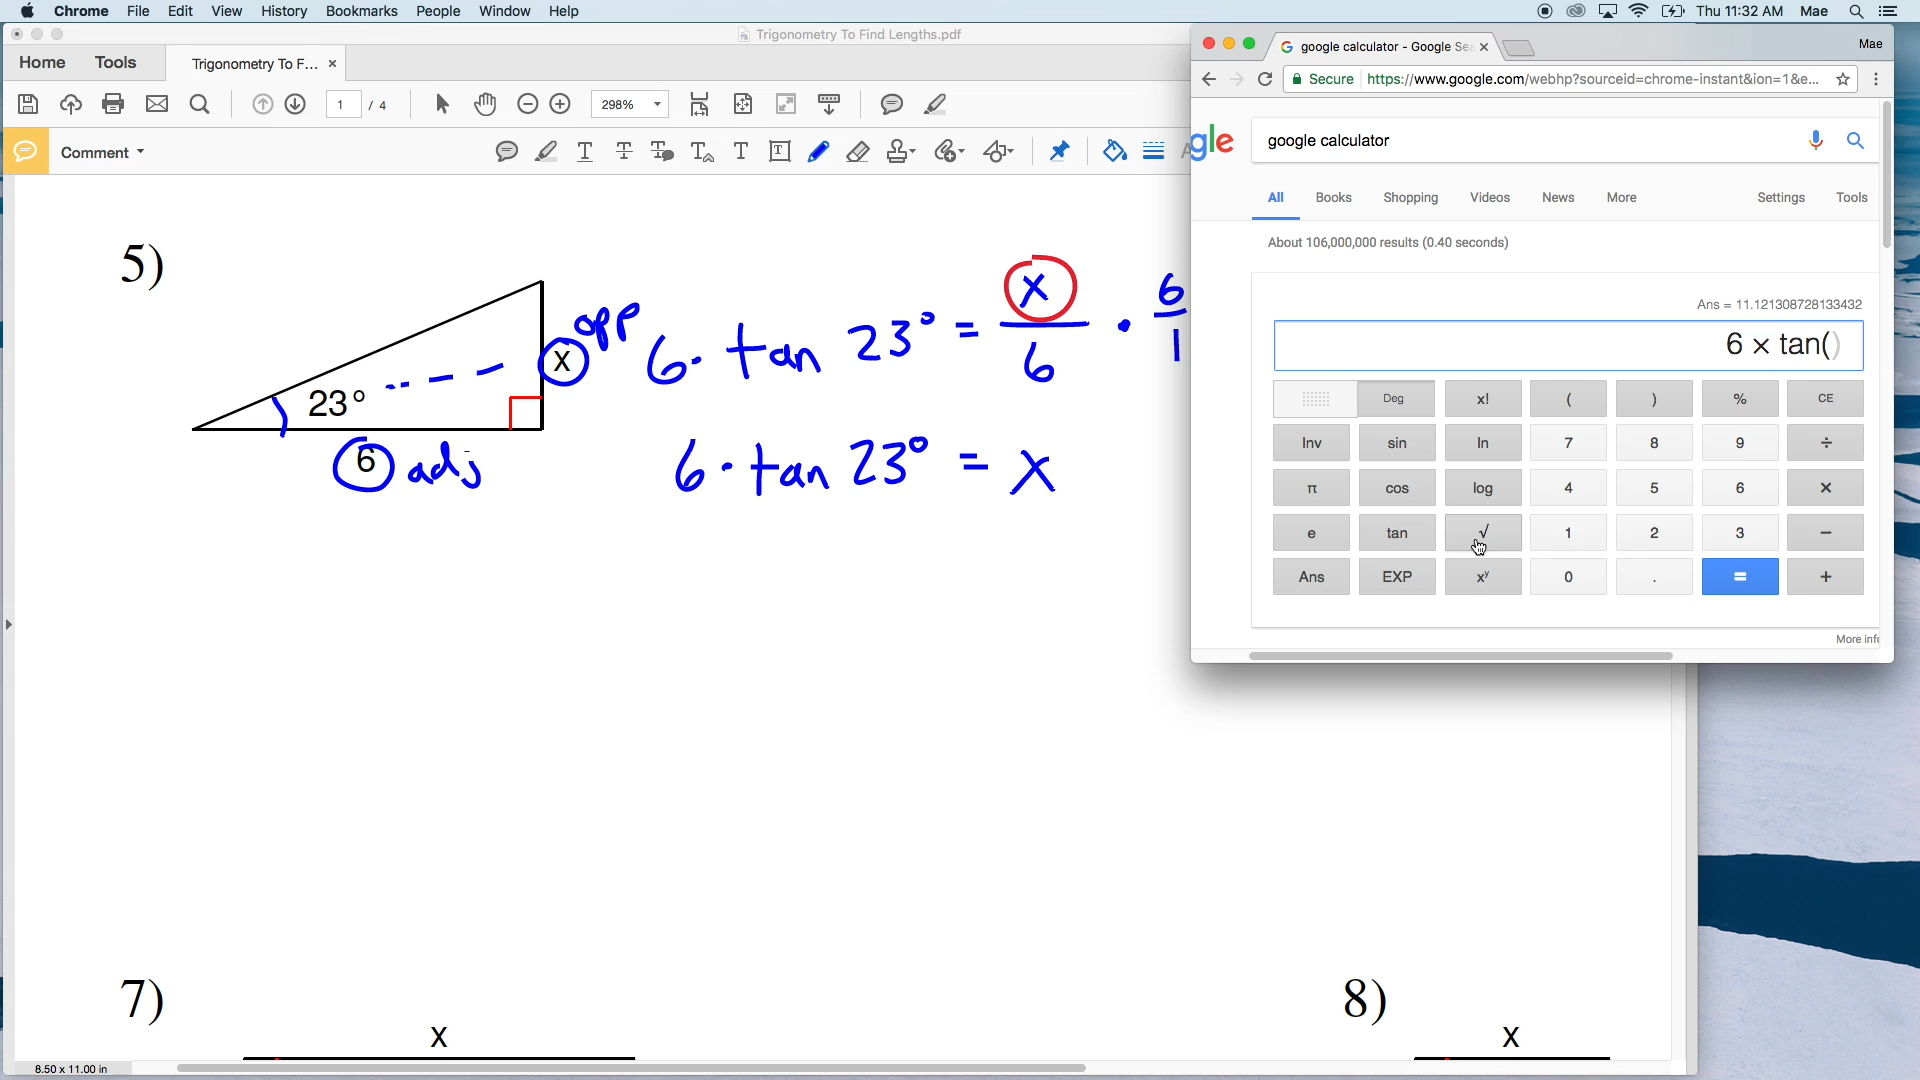 Chrome File Edit View History Bookmarks People Window Help
Thu 11:32 AM Mae
Trigonometry To Find Lengths.pdf
Home Tools Trigonometry To F... ×
1 / 4
298%
Comment
5)
23°
x opp
6 adj
6 · tan 23° = x/6 · 6/1
6 · tan 23° = x
7)
x
8)
x
8.50 x 11.00 in
google calculator - Google Se
Mae
Secure https://www.google.com/webhp?sourceid=chrome-instant&ion=1&e...
gle
google calculator
All Books Shopping Videos News More Settings Tools
About 106,000,000 results (0.40 seconds)
Ans = 11.121308728133432
6 × tan()
Deg x! ( ) % CE
Inv sin ln 7 8 9 ÷
π cos log 4 5 6 ×
e tan √ 1 2 3 −
Ans EXP xʸ 0 . = +
More info